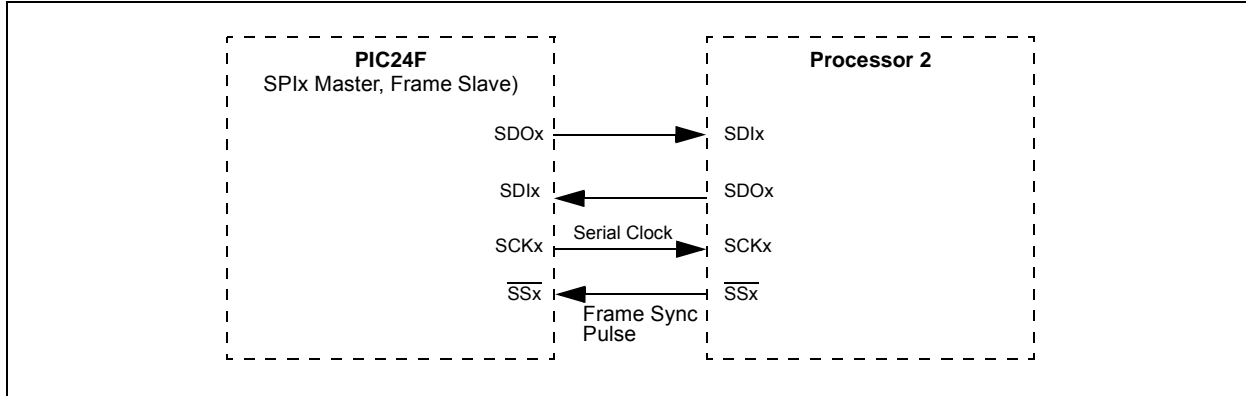 PIC24F
SPIx Master, Frame Slave)
Processor 2
SDOx
SDIx
SDIx
SDOx
SCKx
Serial Clock
SCKx
SSx
Frame Sync
Pulse
SSx